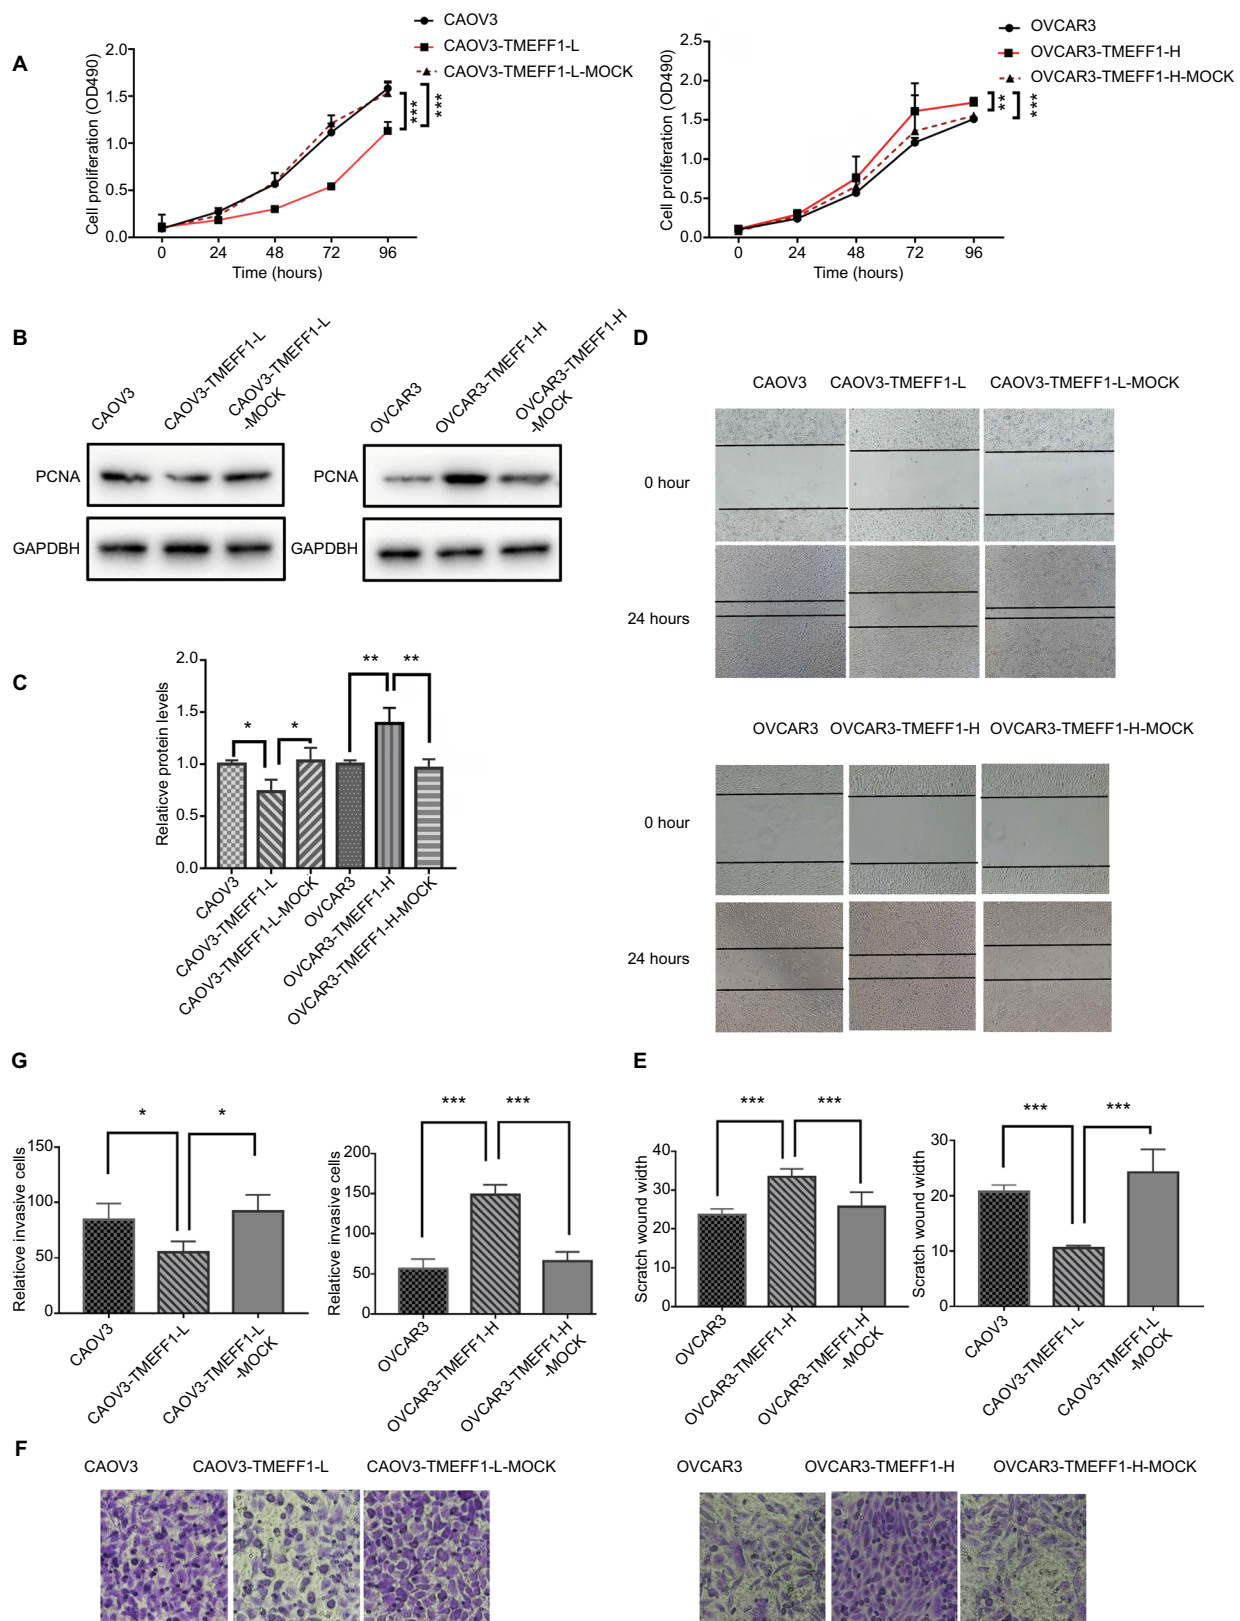 A
CAOV3
CAOV3-TMEFF1-L
CAOV3-TMEFF1-L-MOCK
Cell proliferation (OD490)
2.0
1.5
1.0
0.5
0.0
0 24 48 72 96
Time (hours)
***
***
OVCAR3
OVCAR3-TMEFF1-H
OVCAR3-TMEFF1-H-MOCK
Cell proliferation (OD490)
2.5
2.0
1.5
1.0
0.5
0.0
0 24 48 72 96
Time (hours)
**
***
B
CAOV3
CAOV3-TMEFF1-L
CAOV3-TMEFF1-L
-MOCK
PCNA
GAPDBH
OVCAR3
OVCAR3-TMEFF1-H
OVCAR3-TMEFF1-H
-MOCK
PCNA
GAPDBH
C
Relaticve protein levels
2.0
1.5
1.0
0.5
0.0
* * ** **
CAOV3
CAOV3-TMEFF1-L
CAOV3-TMEFF1-L-MOCK
OVCAR3
OVCAR3-TMEFF1-H
OVCAR3-TMEFF1-H-MOCK
D
CAOV3 CAOV3-TMEFF1-L CAOV3-TMEFF1-L-MOCK
0 hour
24 hours
OVCAR3 OVCAR3-TMEFF1-H OVCAR3-TMEFF1-H-MOCK
0 hour
24 hours
G
Relaticve invasive cells
150
100
50
0
* *
CAOV3
CAOV3-TMEFF1-L
CAOV3-TMEFF1-L
-MOCK
Relaticve invasive cells
200
150
100
50
0
*** ***
OVCAR3
OVCAR3-TMEFF1-H
OVCAR3-TMEFF1-H
-MOCK
E
Scratch wound width
40
30
20
10
0
*** ***
OVCAR3
OVCAR3-TMEFF1-H
OVCAR3-TMEFF1-H
-MOCK
Scratch wound width
30
20
10
0
*** ***
CAOV3
CAOV3-TMEFF1-L
CAOV3-TMEFF1-L
-MOCK
F
CAOV3 CAOV3-TMEFF1-L CAOV3-TMEFF1-L-MOCK
OVCAR3 OVCAR3-TMEFF1-H OVCAR3-TMEFF1-H-MOCK